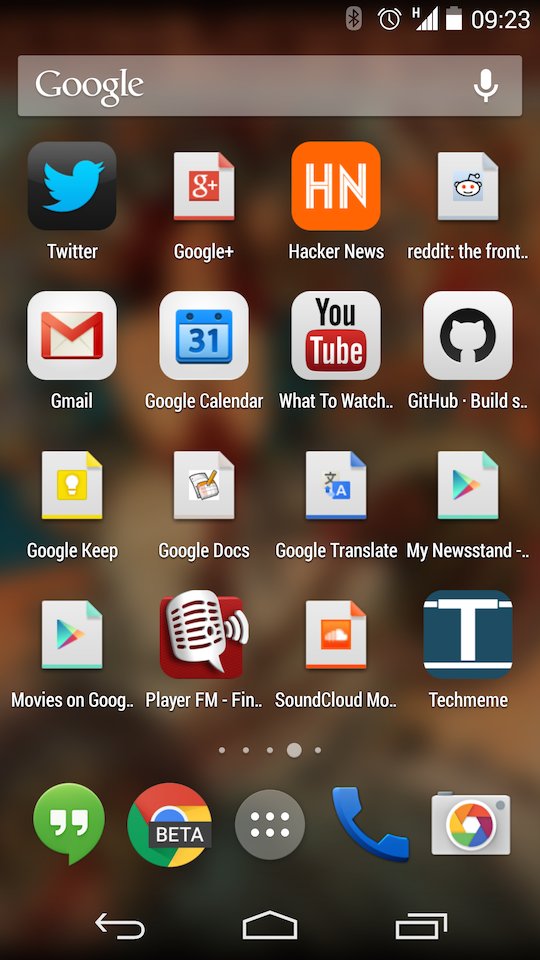 H 09:23
Google
HN
Twitter
Google+
Hacker News
reddit: the front..
g+
31
You
Tube
Gmail
Google Calendar
What To Watch..
GitHub · Build s..
文 A
Google Keep
Google Docs
Google Translate
My Newsstand -..
T
Movies on Goog..
Player FM - Fin..
SoundCloud Mo..
Techmeme
BETA